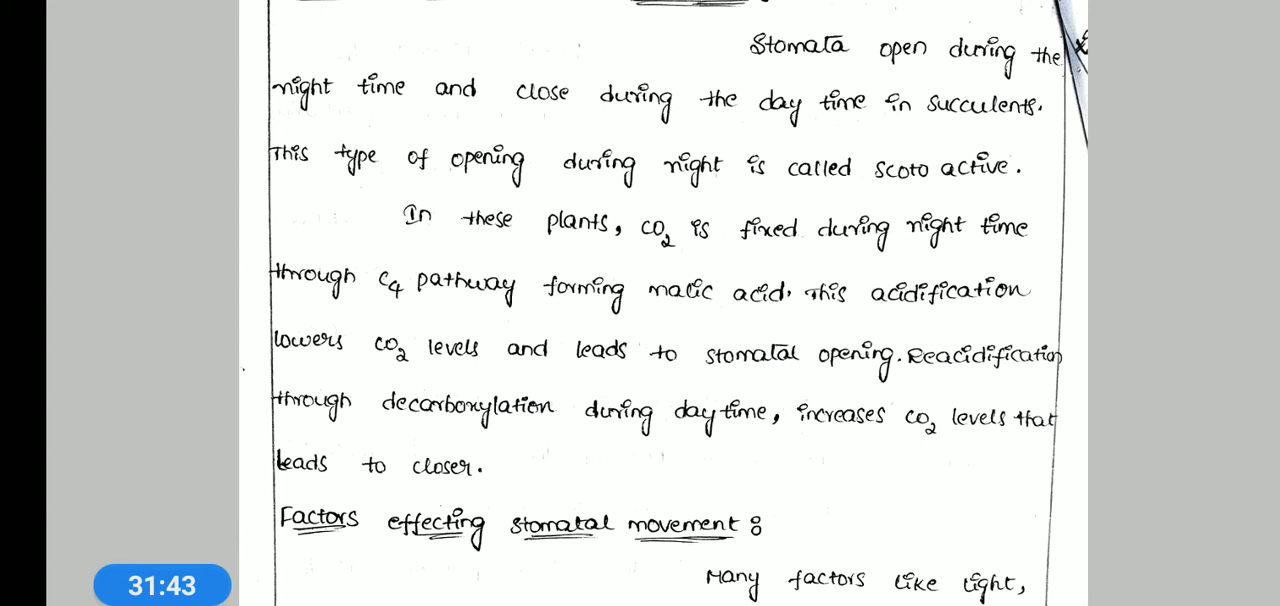 Stomata open during the
night time and close during the day time in succulents.
This type of opening during night is called scoto active.
In these plants, CO₂ is fixed during night time
through C₄ pathway forming malic acid. This acidification
lowers CO₂ levels and leads to stomatal opening. Deacidification
through decarboxylation during day time, increases CO₂ levels that
leads to closer.
Factors effecting stomatal movement :
Many factors like light,
31:43